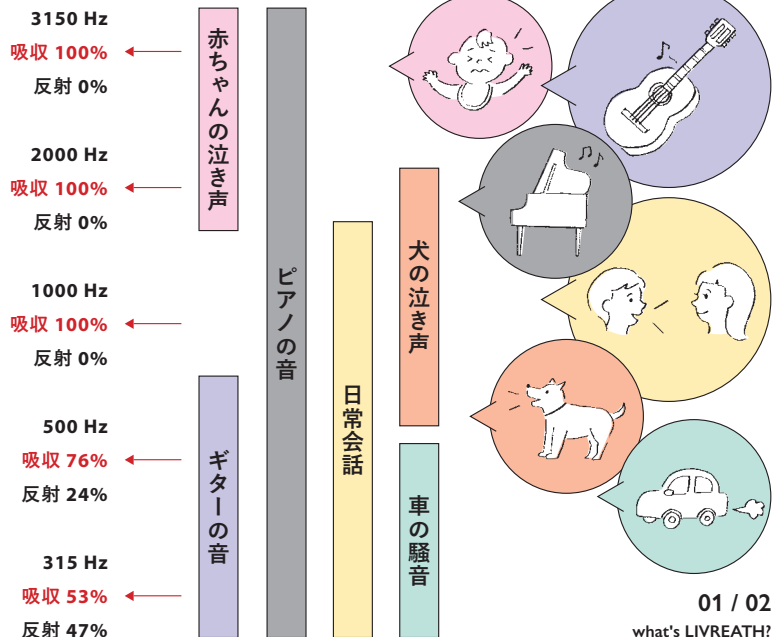 3150 Hz
吸収 100%
反射 0%
2000 Hz
吸収 100%
反射 0%
1000 Hz
吸収 100%
反射 0%
500 Hz
吸収 76%
反射 24%
315 Hz
吸収 53%
反射 47%
赤ちゃんの泣き声
ギターの音
ピアノの音
日常会話
犬の泣き声
車の騒音
01 / 02
what's LIVREATH?